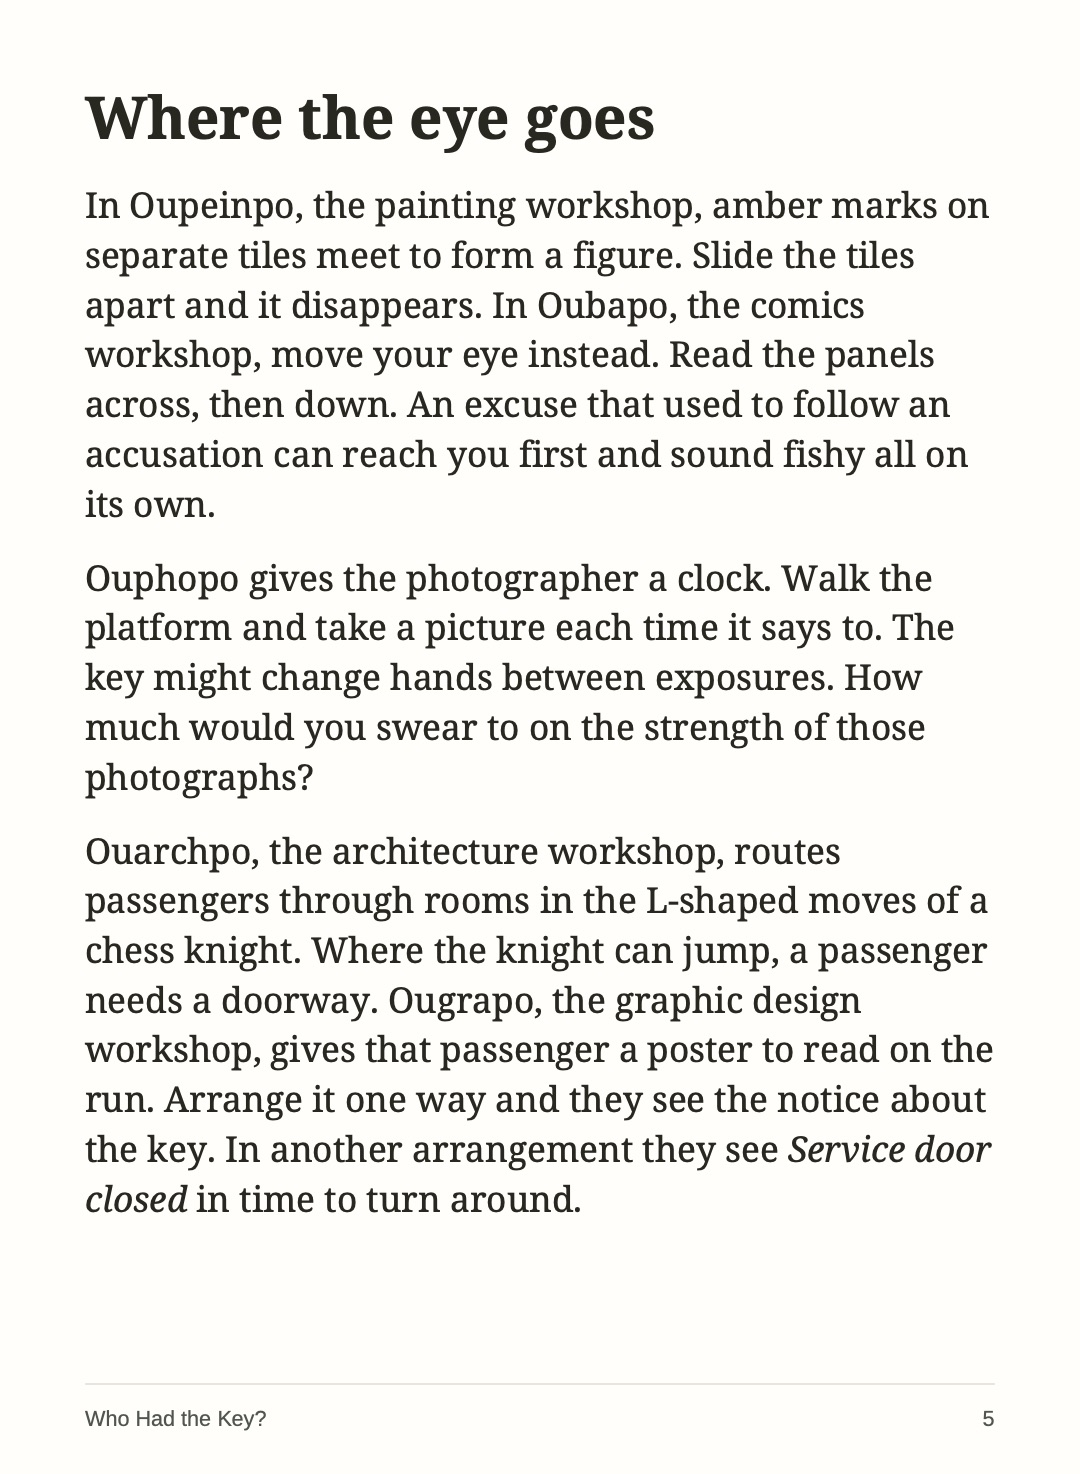 Where the eye goes
In Oupeinpo, the painting workshop, amber marks on
separate tiles meet to form a figure. Slide the tiles
apart and it disappears. In Oubapo, the comics
workshop, move your eye instead. Read the panels
across, then down. An excuse that used to follow an
accusation can reach you first and sound fishy all on
its own.
Ouphopo gives the photographer a clock. Walk the
platform and take a picture each time it says to. The
key might change hands between exposures. How
much would you swear to on the strength of those
photographs?
Ouarchpo, the architecture workshop, routes
passengers through rooms in the L-shaped moves of a
chess knight. Where the knight can jump, a passenger
needs a doorway. Ougrapo, the graphic design
workshop, gives that passenger a poster to read on the
run. Arrange it one way and they see the notice about
the key. In another arrangement they see Service door
closed in time to turn around.
Who Had the Key?
5